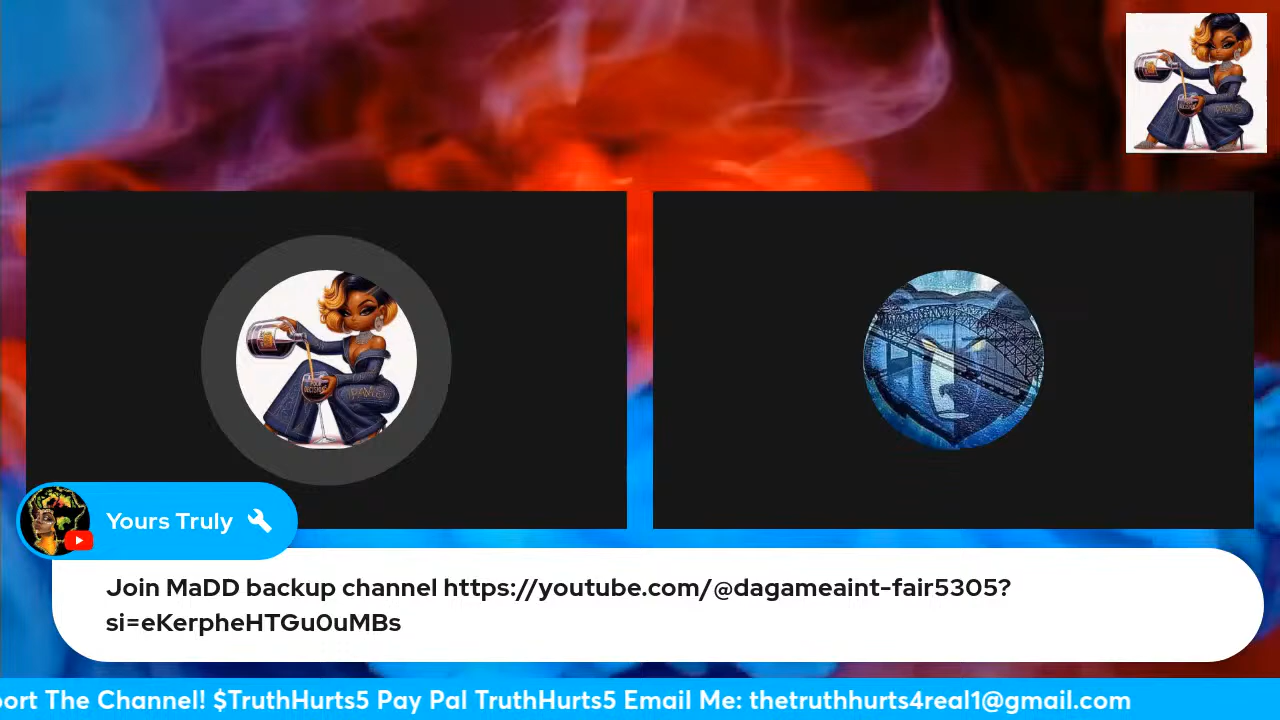 Yours Truly
Join MaDD backup channel https://youtube.com/@dagameaint-fair5305?
si=eKerpheHTGu0uMBs
ort The Channel! $TruthHurts5 Pay Pal TruthHurts5 Email Me: thetruthhurts4real1@gmail.com